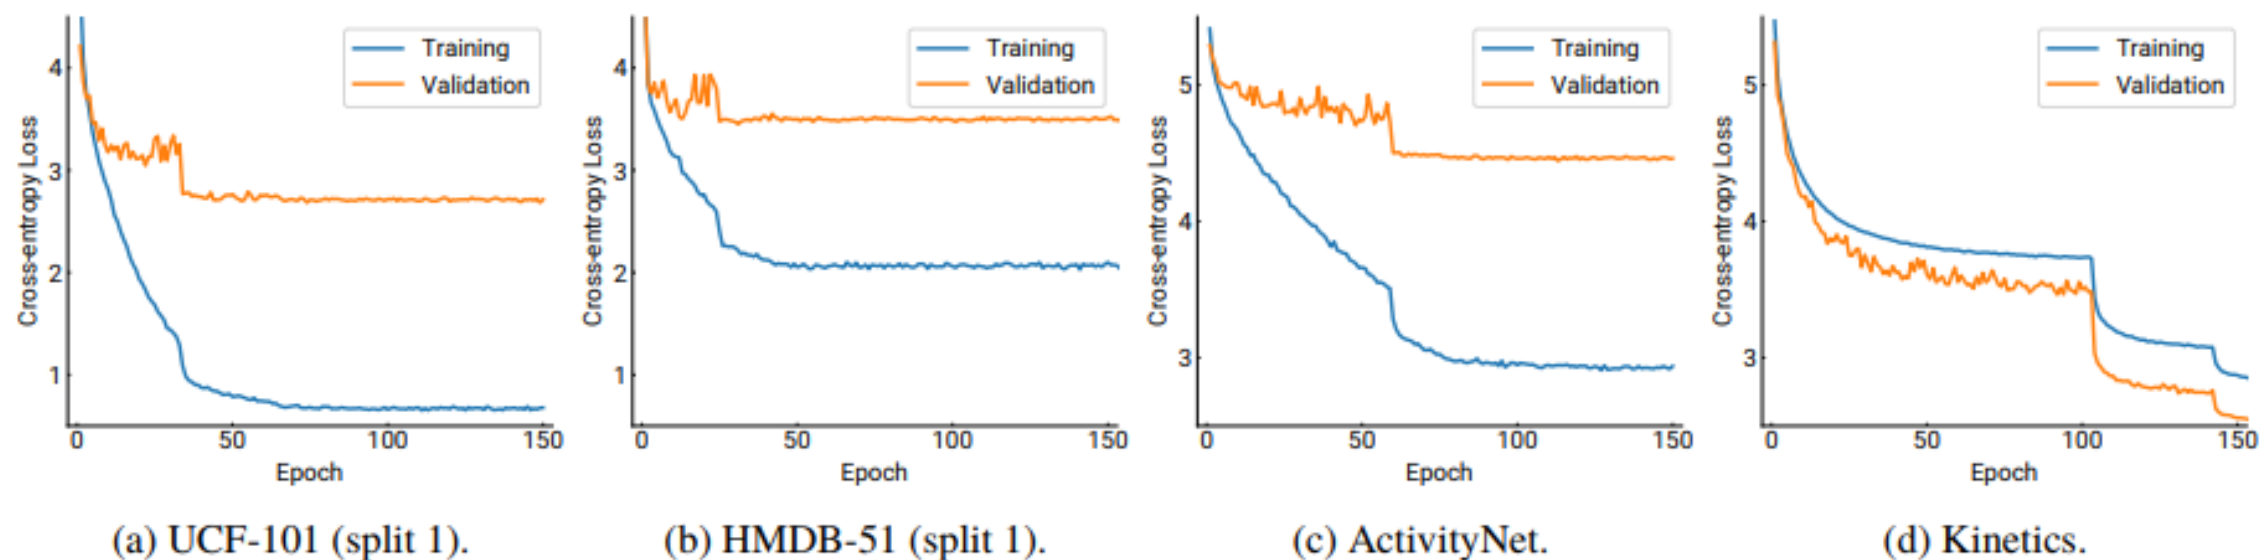 Cross-entropy Loss
4
3
2
1
0 50 100 150
Epoch
Training
Validation
(a) UCF-101 (split 1).
Cross-entropy Loss
4
3
2
1
0 50 100 150
Epoch
Training
Validation
(b) HMDB-51 (split 1).
Cross-entropy Loss
5
4
3
0 50 100 150
Epoch
Training
Validation
(c) ActivityNet.
Cross-entropy Loss
5
4
3
0 50 100 150
Epoch
Training
Validation
(d) Kinetics.